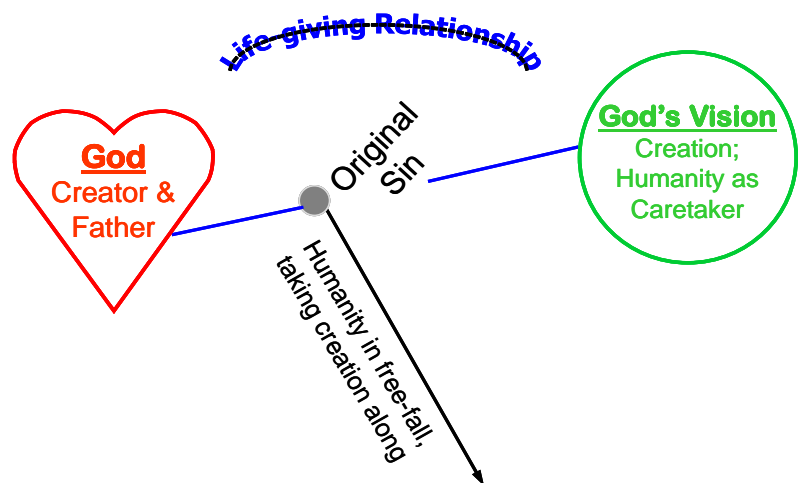 Life-giving Relationship
God
Creator &
Father
Original
Sin
God's Vision
Creation;
Humanity as
Caretaker
Humanity in free-fall,
taking creation along